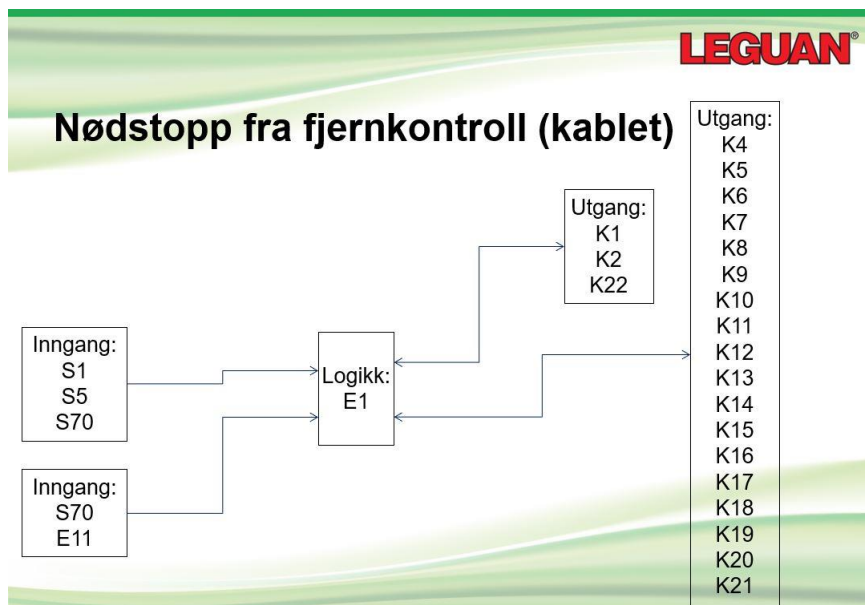 LEGUAN®
Nødstopp fra fjernkontroll (kablet)
Inngang:
S1
S5
S70
Inngang:
S70
E11
Logikk:
E1
Utgang:
K1
K2
K22
Utgang:
K4
K5
K6
K7
K8
K9
K10
K11
K12
K13
K14
K15
K16
K17
K18
K19
K20
K21